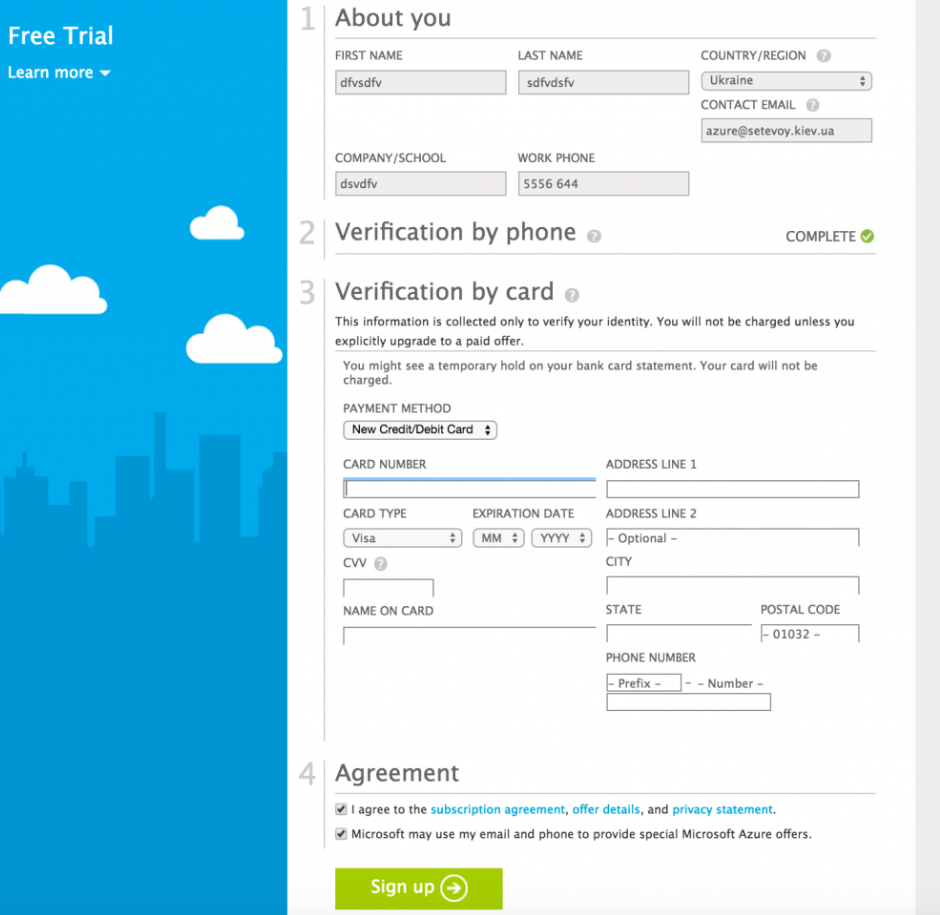 Free Trial
Learn more
1 About you
FIRST NAME LAST NAME COUNTRY/REGION ?
dfvsdfv sdfvdsfv Ukraine
CONTACT EMAIL ?
azure@setevoy.kiev.ua
COMPANY/SCHOOL WORK PHONE
dsvdfv 5556 644
2 Verification by phone ? COMPLETE
3 Verification by card ?
This information is collected only to verify your identity. You will not be charged unless you
explicitly upgrade to a paid offer.
You might see a temporary hold on your bank card statement. Your card will not be
charged.
PAYMENT METHOD
New Credit/Debit Card
CARD NUMBER ADDRESS LINE 1
CARD TYPE EXPIRATION DATE ADDRESS LINE 2
Visa MM YYYY – Optional –
CVV ? CITY
NAME ON CARD STATE POSTAL CODE
– 01032 –
PHONE NUMBER
– Prefix – – – Number –
4 Agreement
I agree to the subscription agreement, offer details, and privacy statement.
Microsoft may use my email and phone to provide special Microsoft Azure offers.
Sign up